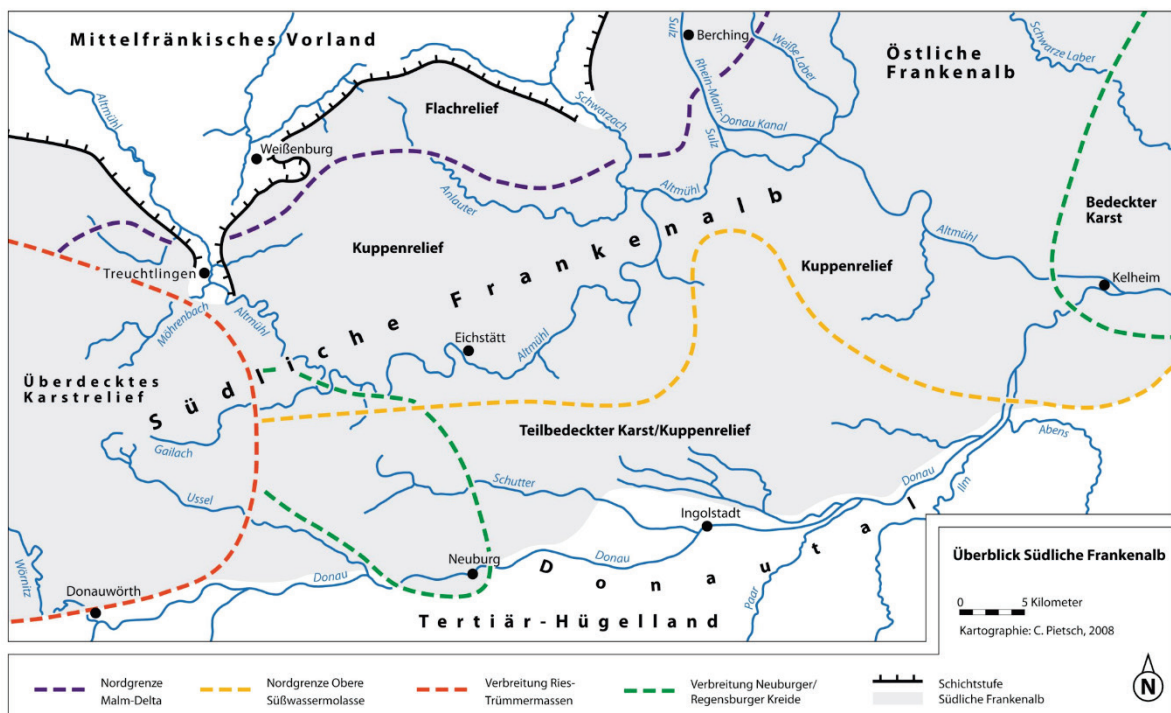 Mittelfränkisches Vorland
Altmühl
Weißenburg
Flachrelief
Schwarzach
Sulz
Berching
Weiße Laber
Rhein-Main-Donau Kanal
Sulz
Östliche
Frankenalb
Schwarze Laber
Anlauter
Altmühl
Bedeckter
Karst
Kuppenrelief
Kuppenrelief
Altmühl
Kelheim
Treuchtlingen
Möhrenbach
Altmühl
Südliche Frankenalb
Eichstätt
Altmühl
Überdecktes
Karstrelief
Gailach
Teilbedeckter Karst/Kuppenrelief
Abens
Ussel
Schutter
Donau
Ilm
Ingolstadt
Wörnitz
Donauwörth
Donau
Neuburg
Donau
Donautal
Paar
Tertiär-Hügelland
Überblick Südliche Frankenalb
0 5 Kilometer
Kartographie: C. Pietsch, 2008
Nordgrenze
Malm-Delta
Nordgrenze Obere
Süßwassermolasse
Verbreitung Ries-
Trümmermassen
Verbreitung Neuburger/
Regensburger Kreide
Schichtstufe
Südliche Frankenalb
N